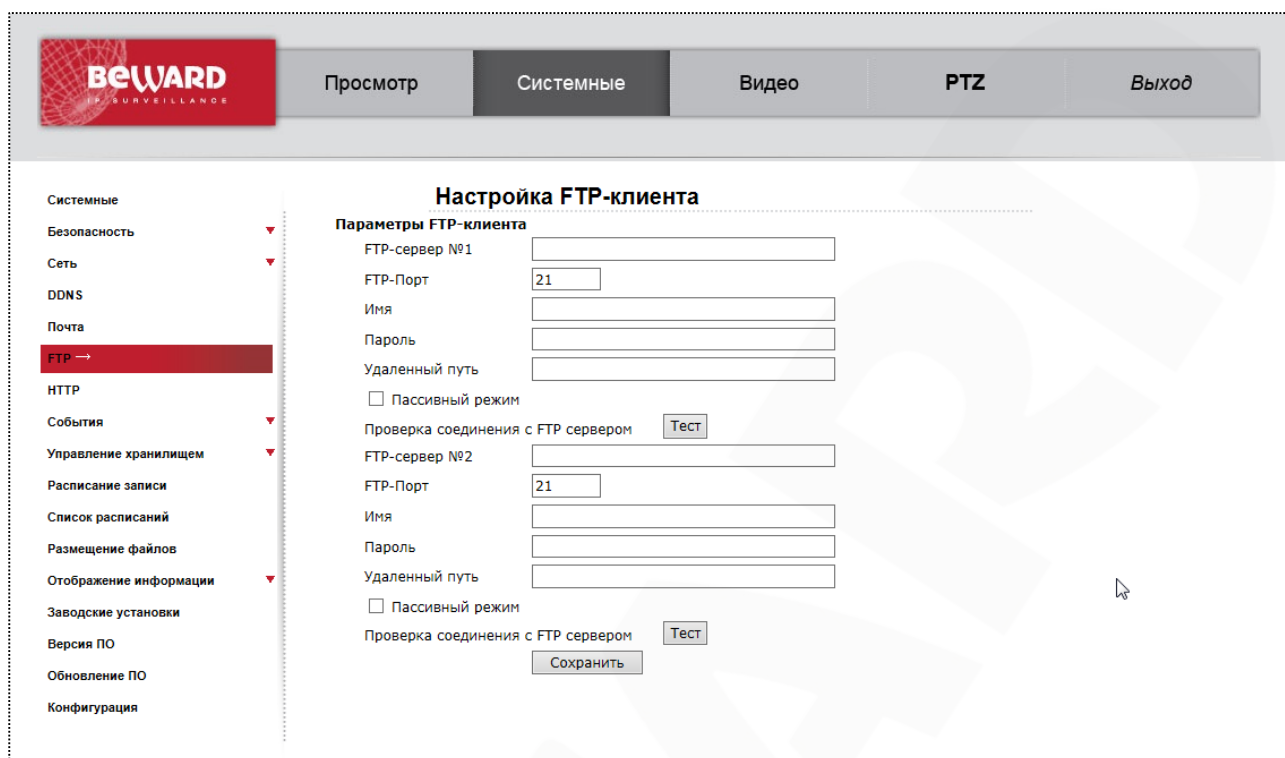 BEWARD
IP SURVEILLANCE
Просмотр
Системные
Видео
PTZ
Выход
Системные
Безопасность
Сеть
DDNS
Почта
FTP →
HTTP
События
Управление хранилищем
Расписание записи
Список расписаний
Размещение файлов
Отображение информации
Заводские установки
Версия ПО
Обновление ПО
Конфигурация
Настройка FTP-клиента
Параметры FTP-клиента
FTP-сервер №1
FTP-Порт 21
Имя
Пароль
Удаленный путь
Пассивный режим
Проверка соединения с FTP сервером Тест
FTP-сервер №2
FTP-Порт 21
Имя
Пароль
Удаленный путь
Пассивный режим
Проверка соединения с FTP сервером Тест
Сохранить